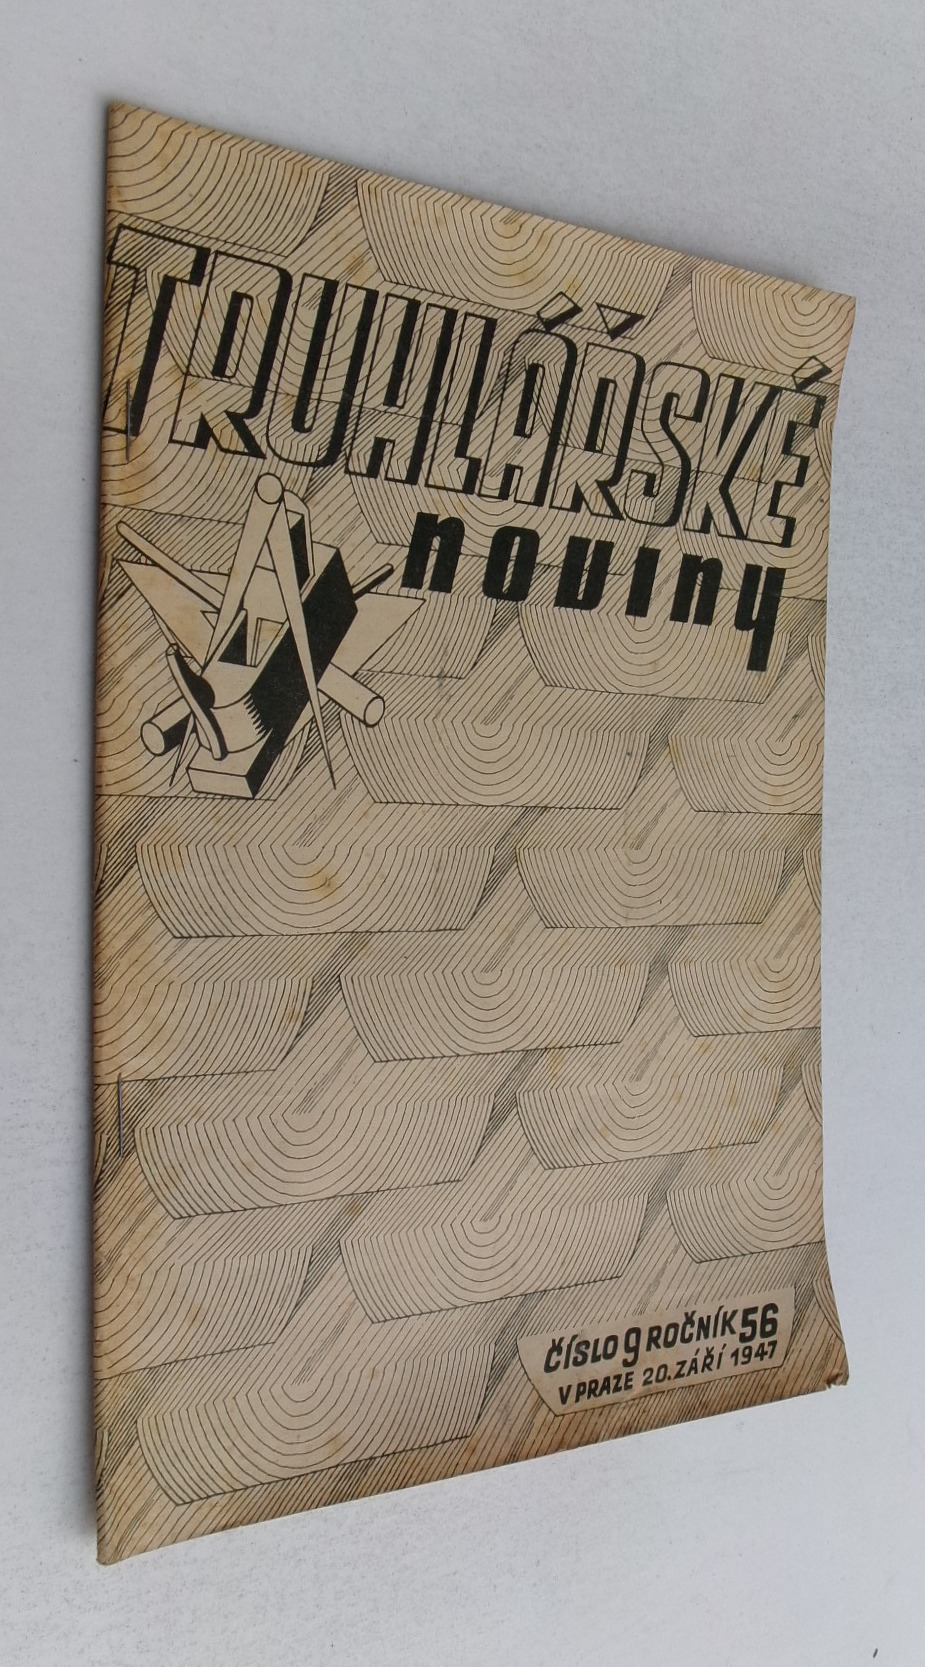 TRUHLÁŘSKÉ
noviny
ČÍSLO 9 ROČNÍK 56
V PRAZE 20. ZÁŘÍ 1947